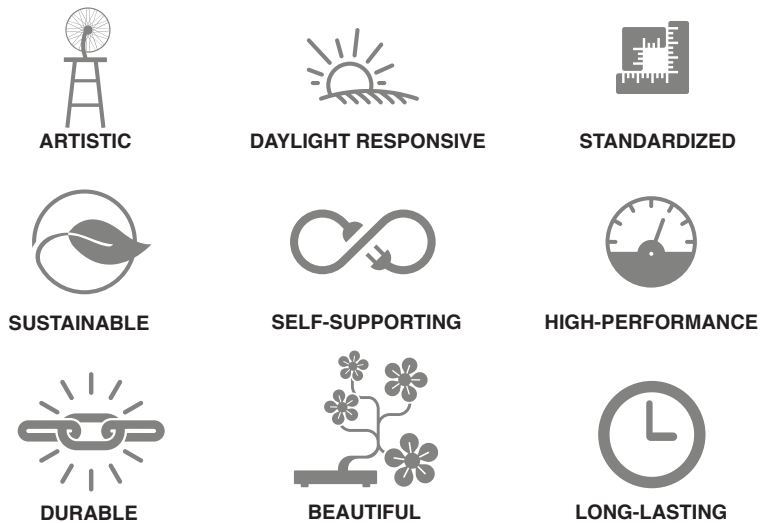 ARTISTIC
DAYLIGHT RESPONSIVE
STANDARDIZED
SUSTAINABLE
SELF-SUPPORTING
HIGH-PERFORMANCE
DURABLE
BEAUTIFUL
LONG-LASTING